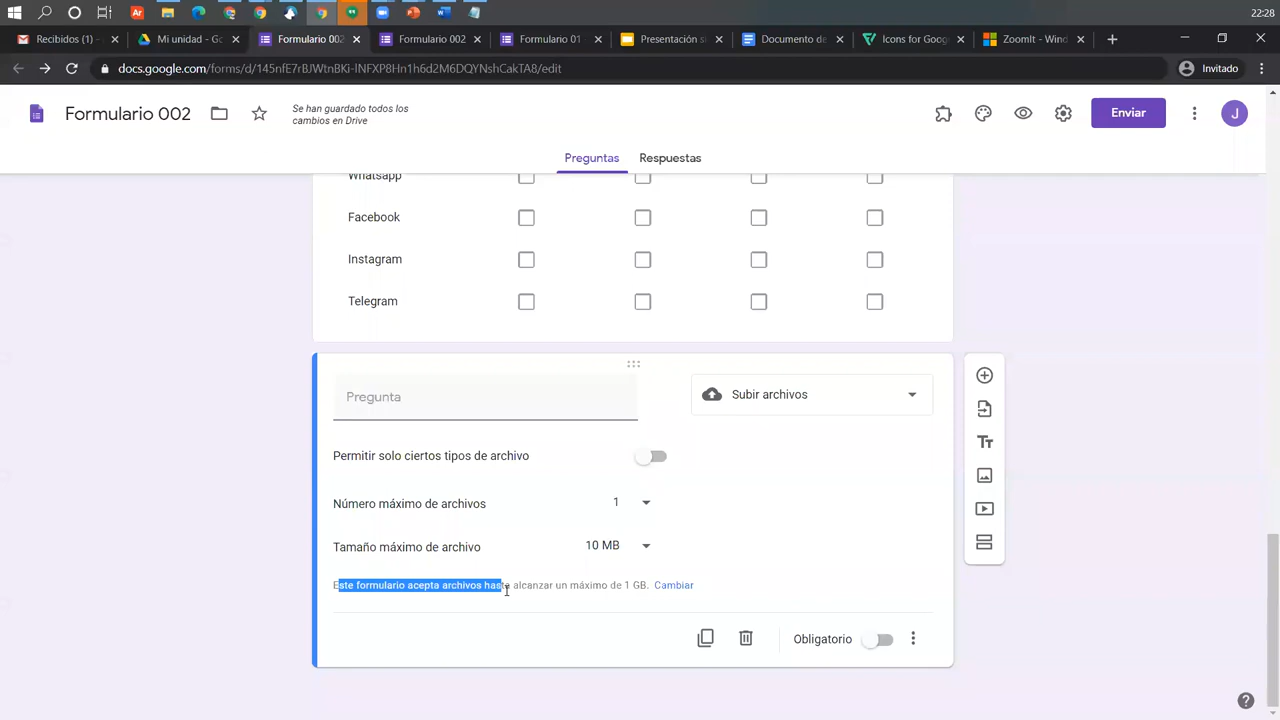 22:28
Recibidos (1)
Mi unidad - Go
Formulario 002
Formulario 002
Formulario 01
Presentación s
Documento de
Icons for Goog
ZoomIt - Wind
docs.google.com/forms/d/145nfE7rBJWtnBKi-INFXP8Hn1h6d2M6DQYNshCakTA8/edit
Invitado
Formulario 002
Se han guardado todos los
cambios en Drive
Enviar
J
Preguntas
Respuestas
Whatsapp
Facebook
Instagram
Telegram
Pregunta
Subir archivos
Permitir solo ciertos tipos de archivo
Número máximo de archivos
1
Tamaño máximo de archivo
10 MB
Este formulario acepta archivos hasta alcanzar un máximo de 1 GB. Cambiar
Obligatorio